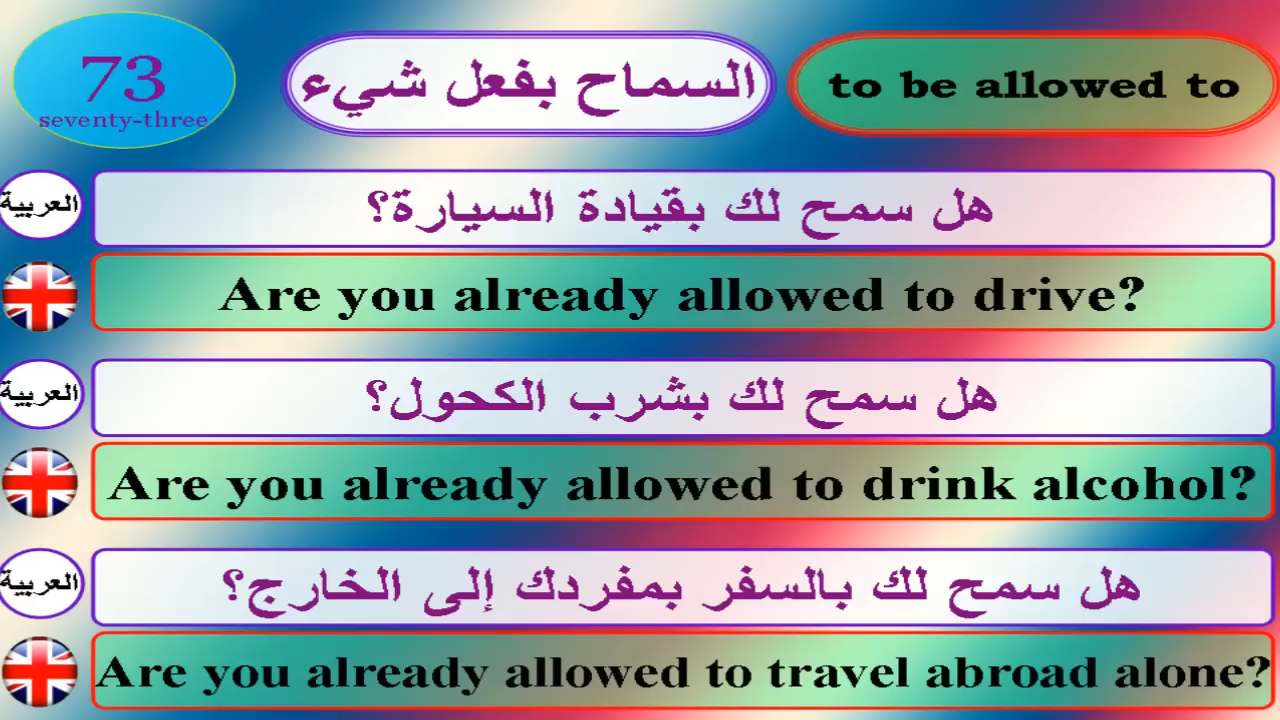 73
seventy-three
السماح بفعل شيء
to be allowed to
العربية
هل سمح لك بقيادة السيارة؟
Are you already allowed to drive?
العربية
هل سمح لك بشرب الكحول؟
Are you already allowed to drink alcohol?
العربية
هل سمح لك بالسفر بمفردك إلى الخارج؟
Are you already allowed to travel abroad alone?